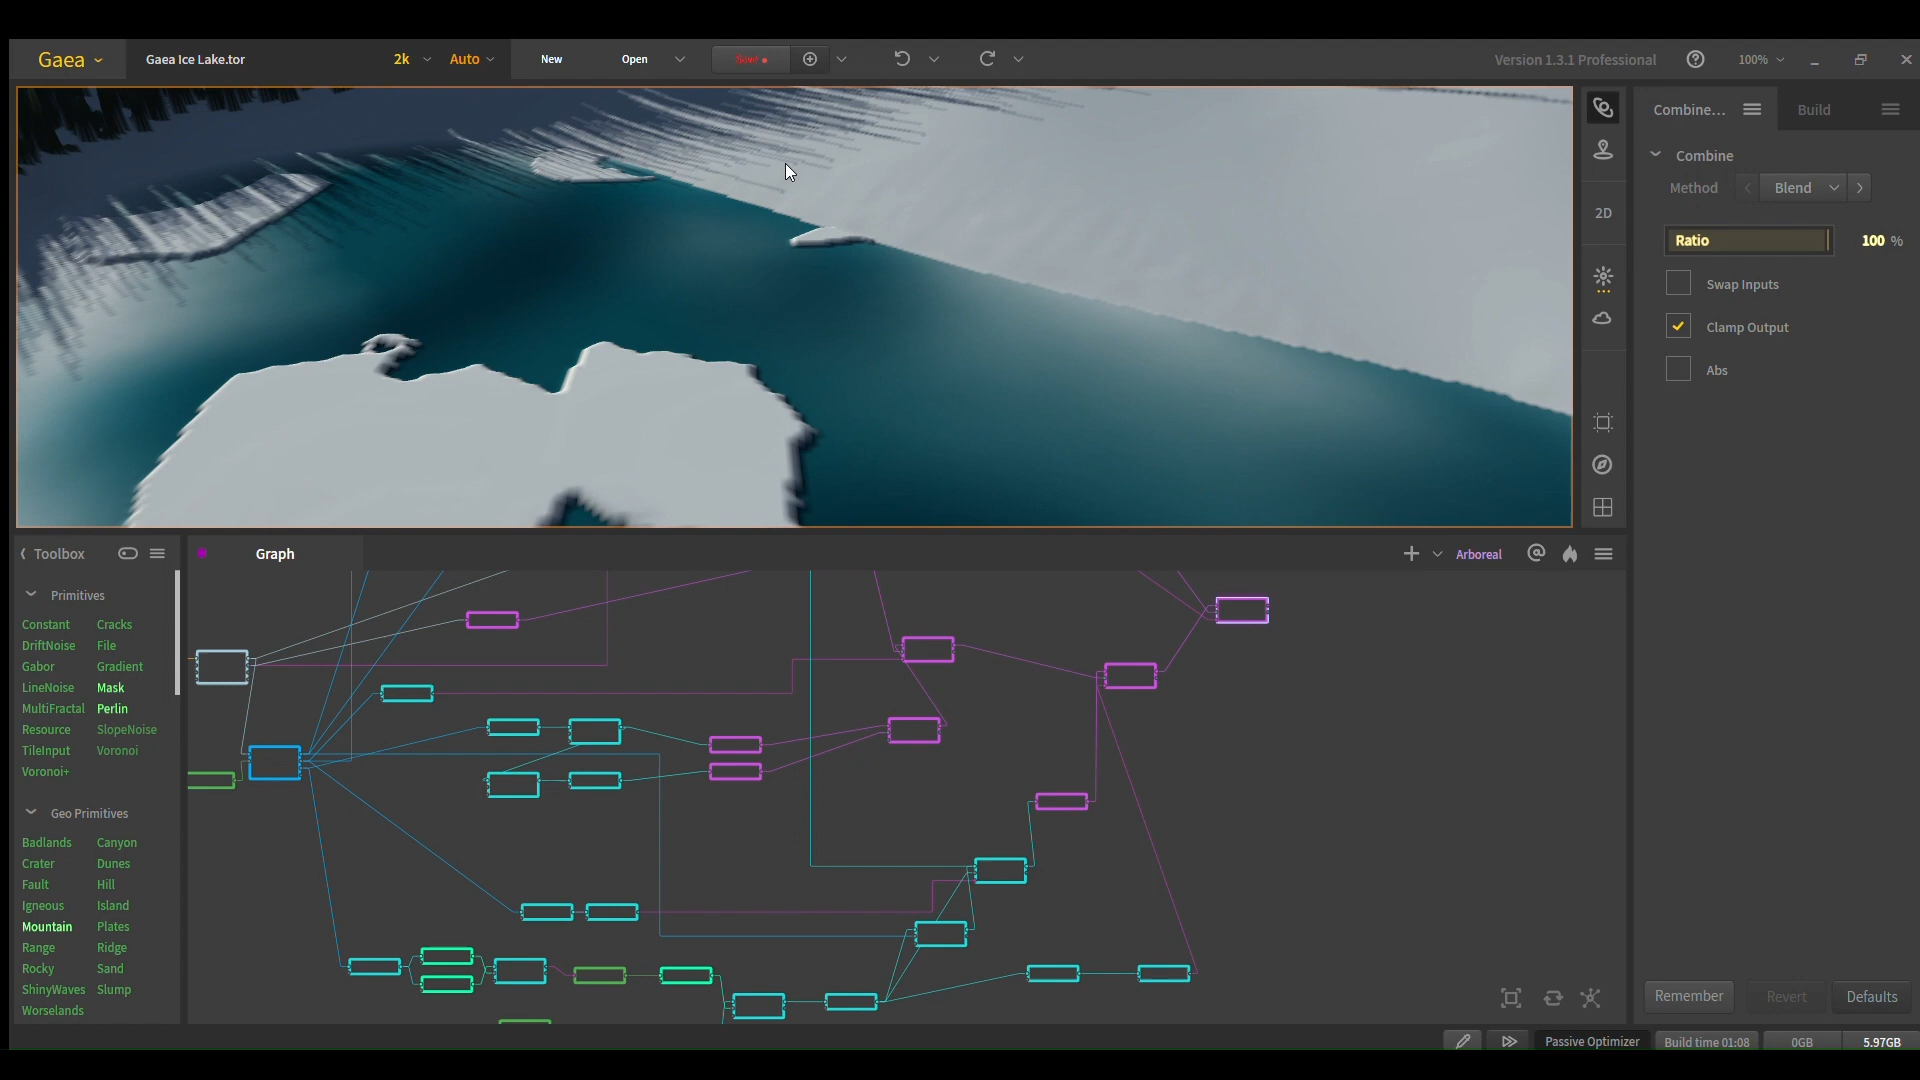 Gaea
Gaea Ice Lake.tor
2k
Auto
New
Open
Save
Version 1.3.1 Professional
100%
2D
Combine...
Build
Combine
Method
Blend
Ratio
100 %
Swap Inputs
Clamp Output
Abs
Toolbox
Graph
Arboreal
Primitives
Constant Cracks
DriftNoise File
Gabor Gradient
LineNoise Mask
MultiFractal Perlin
Resource SlopeNoise
TileInput Voronoi
Voronoi+
Geo Primitives
Badlands Canyon
Crater Dunes
Fault Hill
Igneous Island
Mountain Plates
Range Ridge
Rocky Sand
ShinyWaves Slump
Worselands
Remember
Revert
Defaults
Passive Optimizer
Build time 01:08
0GB
5.97GB